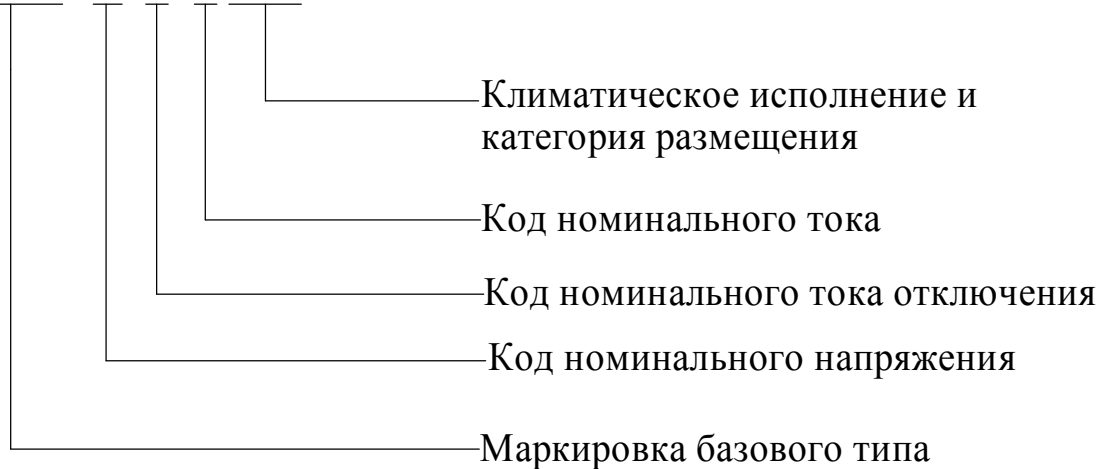 Климатическое исполнение и
категория размещения
Код номинального тока
Код номинального тока отключения
Код номинального напряжения
Маркировка базового типа